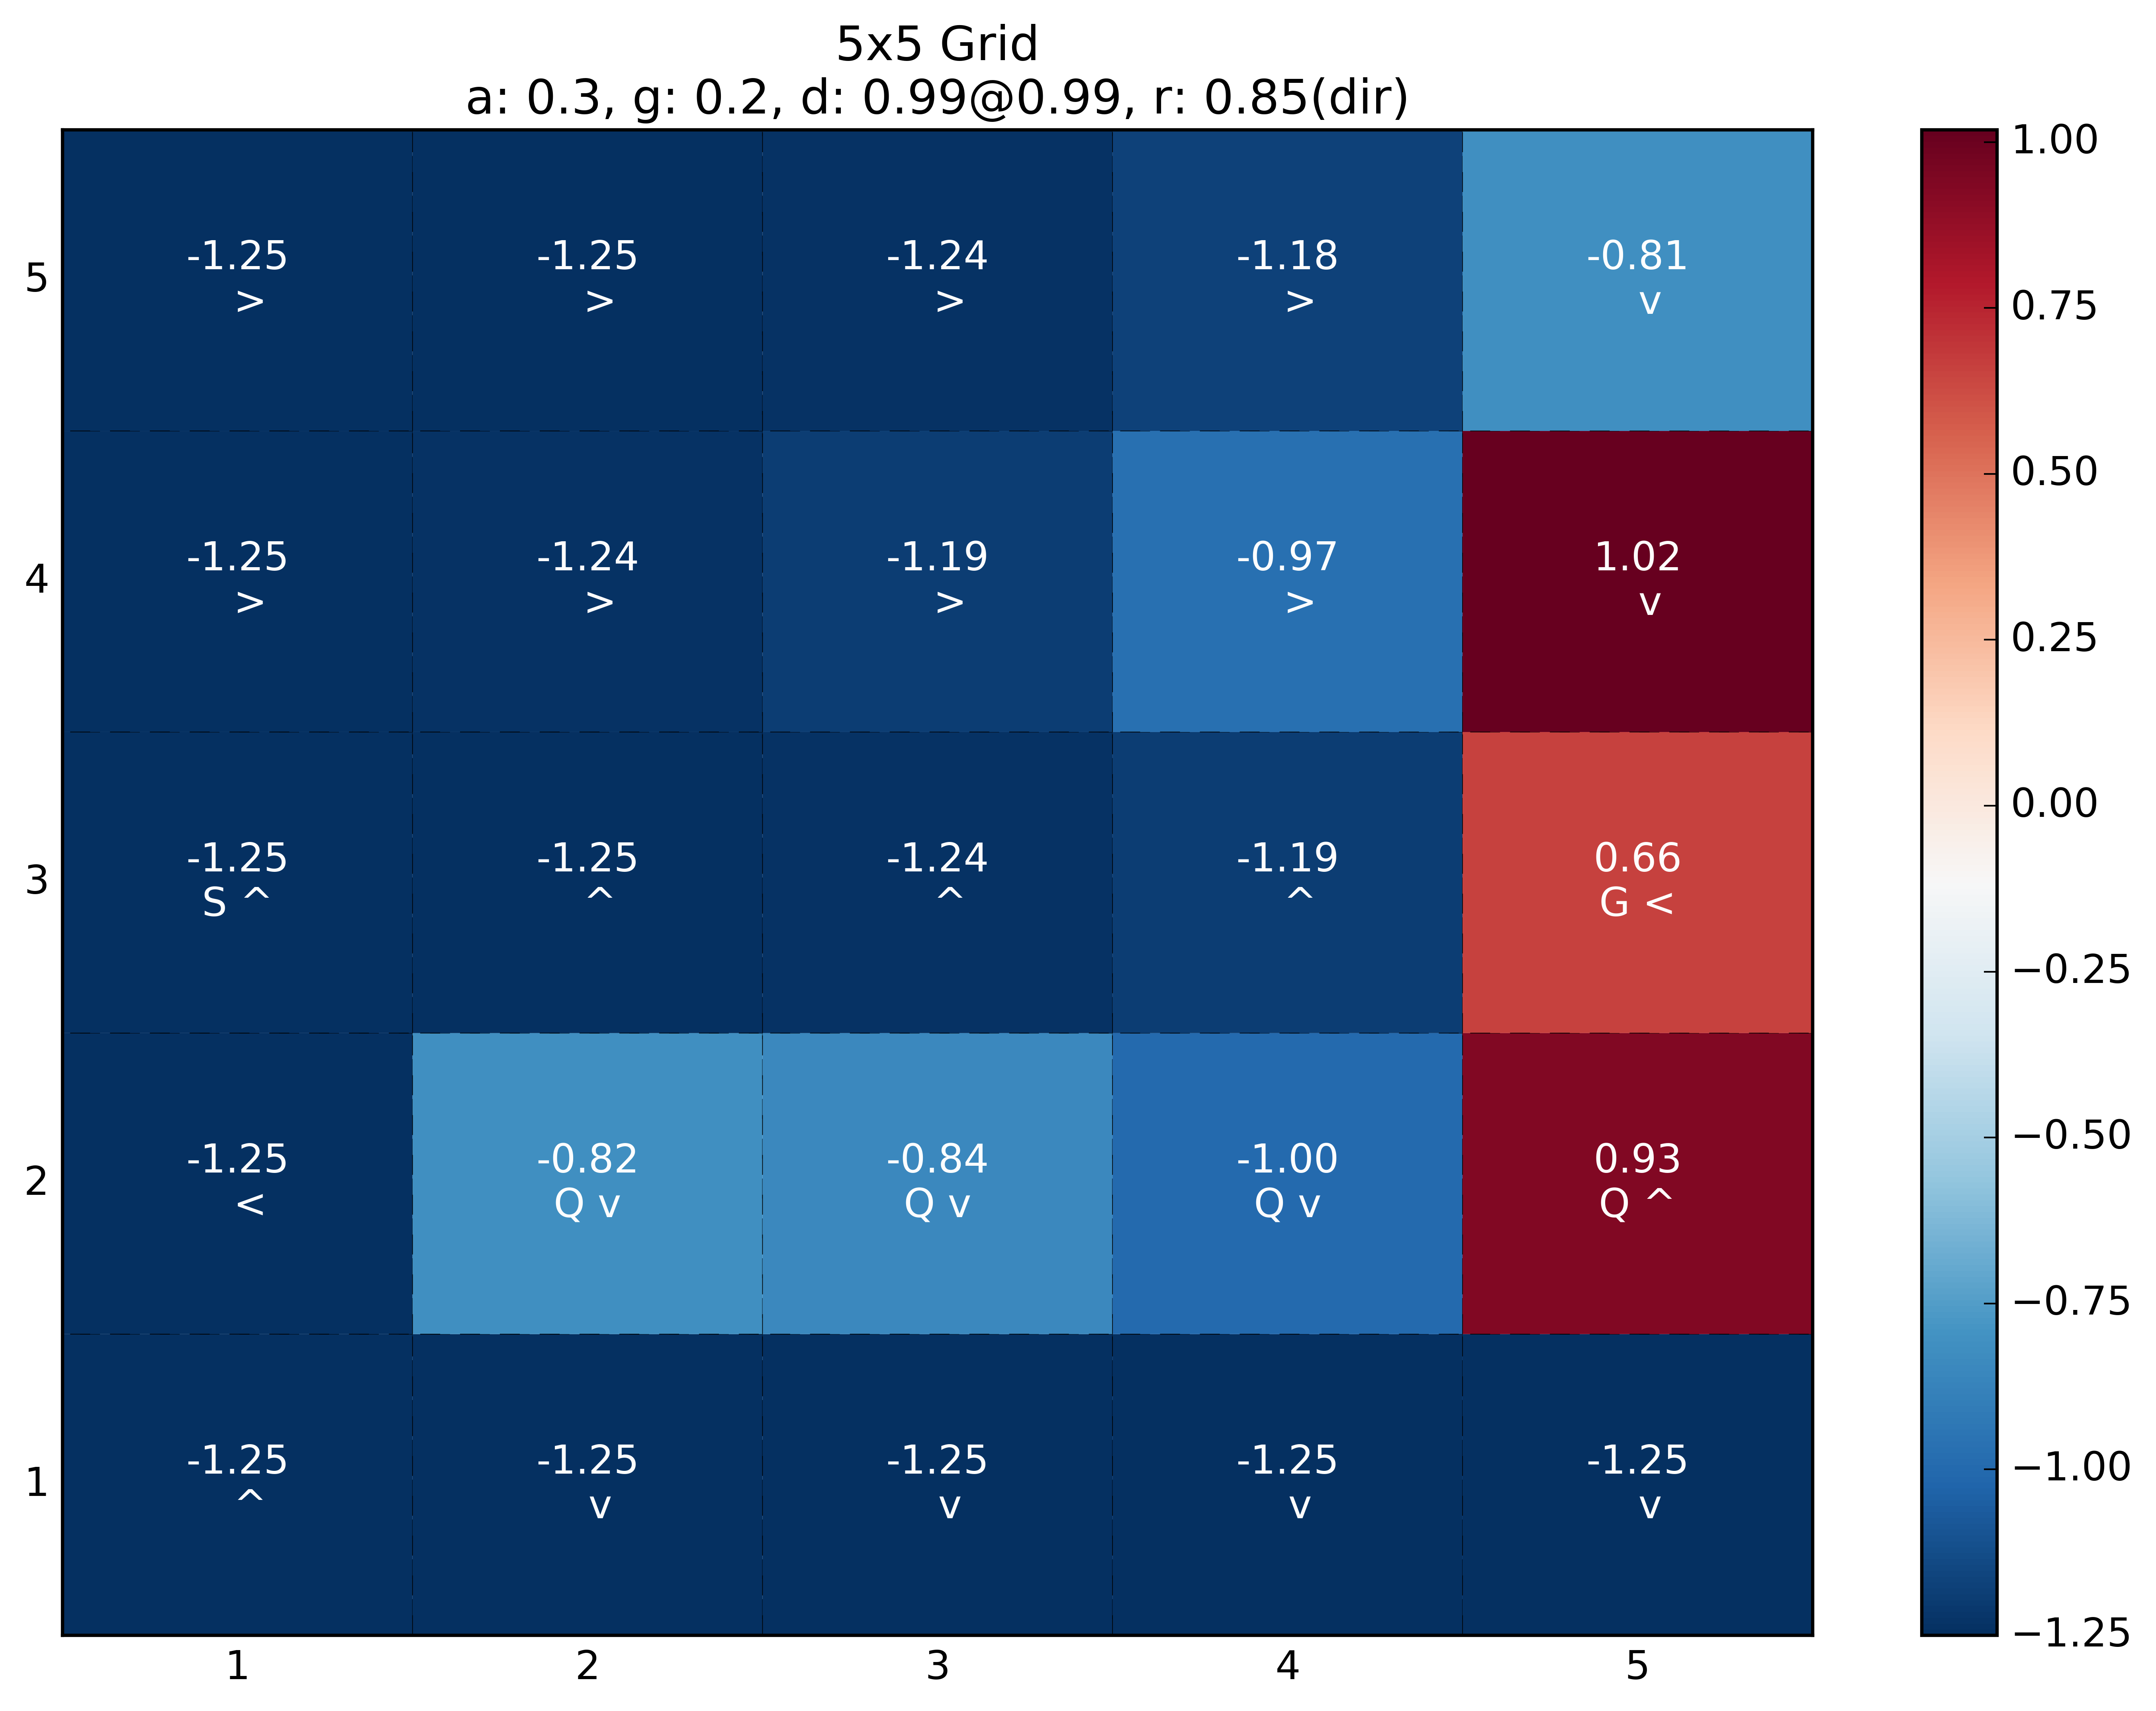 5x5 Grid
a: 0.3, g: 0.2, d: 0.99@0.99, r: 0.85(dir)
5
-1.25 -1.25 -1.24 -1.18 -0.81
> > > > v
4
-1.25 -1.24 -1.19 -0.97 1.02
> > > > v
3
-1.25 -1.25 -1.24 -1.19 0.66
S ^ ^ ^ ^ G <
2
-1.25 -0.82 -0.84 -1.00 0.93
< Q v Q v Q v Q ^
1
-1.25 -1.25 -1.25 -1.25 -1.25
^ v v v v
1 2 3 4 5
1.00
0.75
0.50
0.25
0.00
−0.25
−0.50
−0.75
−1.00
−1.25